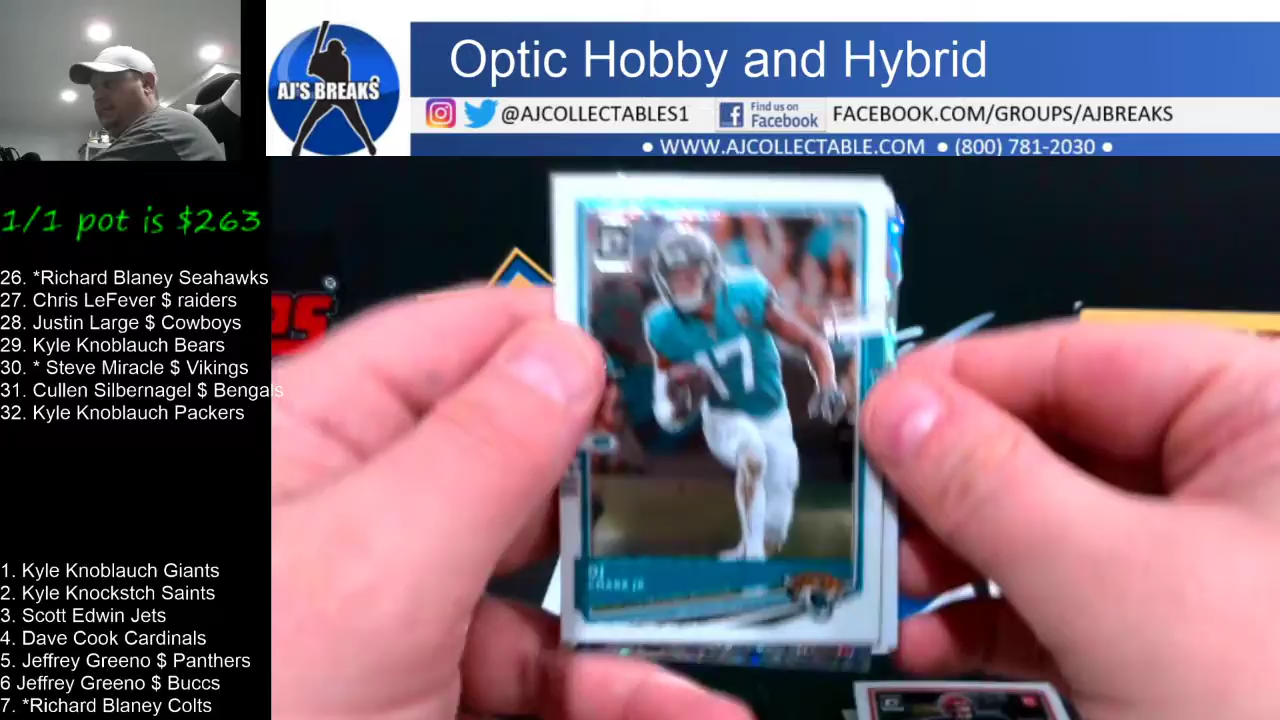 Optic Hobby and Hybrid
AJ'S BREAKS
@AJCOLLECTABLES1
Find us on
Facebook
FACEBOOK.COM/GROUPS/AJBREAKS
• WWW.AJCOLLECTABLE.COM • (800) 781-2030 •
1/1 pot is $263
26. *Richard Blaney Seahawks
27. Chris LeFever $ raiders
28. Justin Large $ Cowboys
29. Kyle Knoblauch Bears
30. * Steve Miracle $ Vikings
31. Cullen Silbernagel $ Bengals
32. Kyle Knoblauch Packers
1. Kyle Knoblauch Giants
2. Kyle Knockstch Saints
3. Scott Edwin Jets
4. Dave Cook Cardinals
5. Jeffrey Greeno $ Panthers
6 Jeffrey Greeno $ Buccs
7. *Richard Blaney Colts
17
DJ
CHARK JR